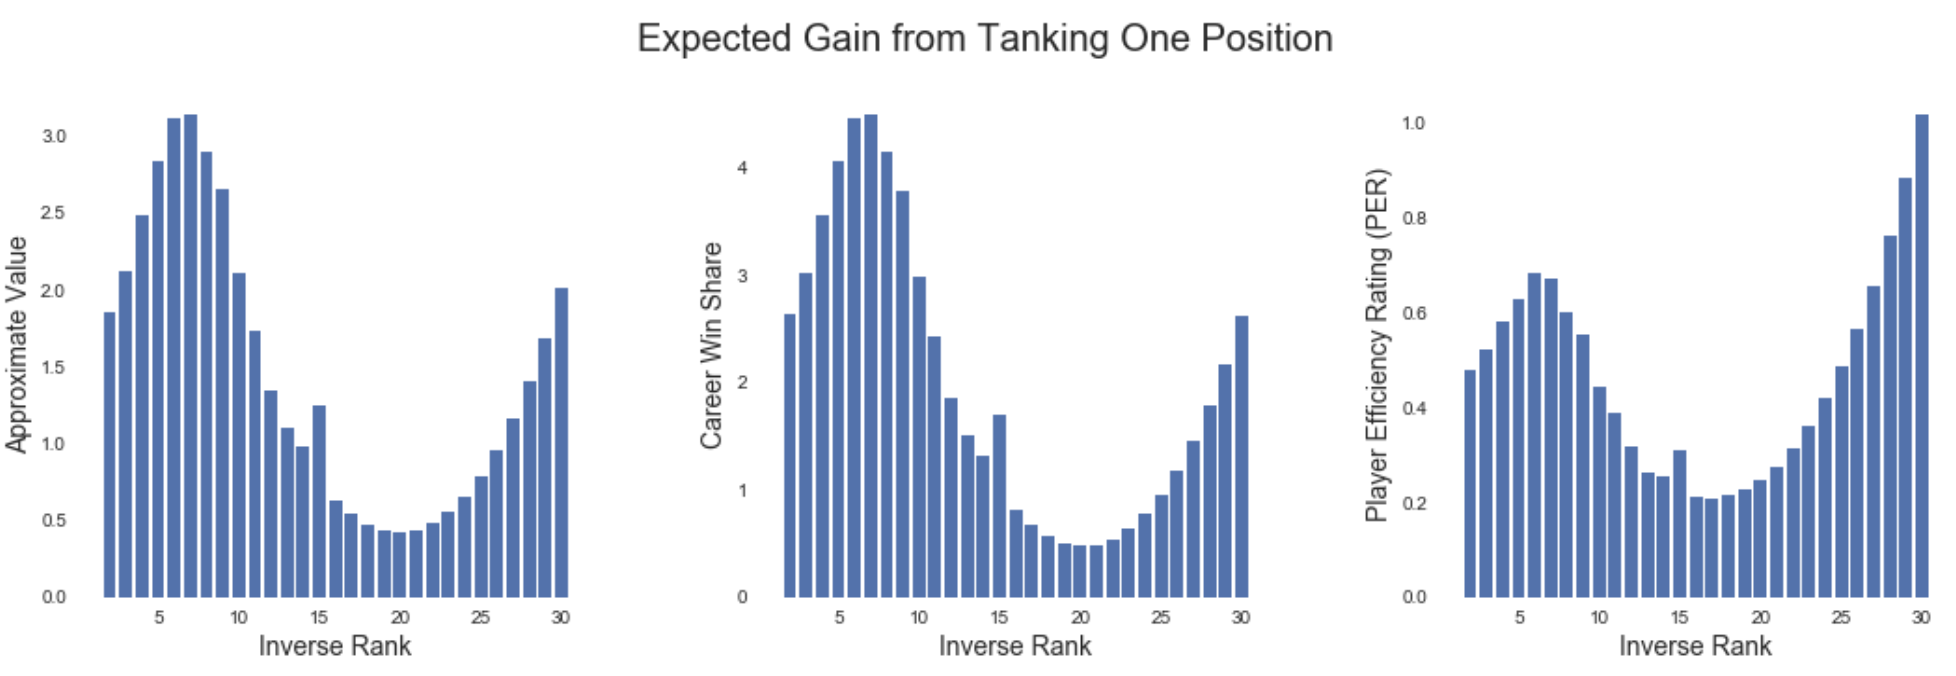 Expected Gain from Tanking One Position
Approximate Value
3.0
2.5
2.0
1.5
1.0
0.5
0.0
5 10 15 20 25 30
Inverse Rank
Career Win Share
4
3
2
1
0
5 10 15 20 25 30
Inverse Rank
Player Efficiency Rating (PER)
1.0
0.8
0.6
0.4
0.2
0.0
5 10 15 20 25 30
Inverse Rank